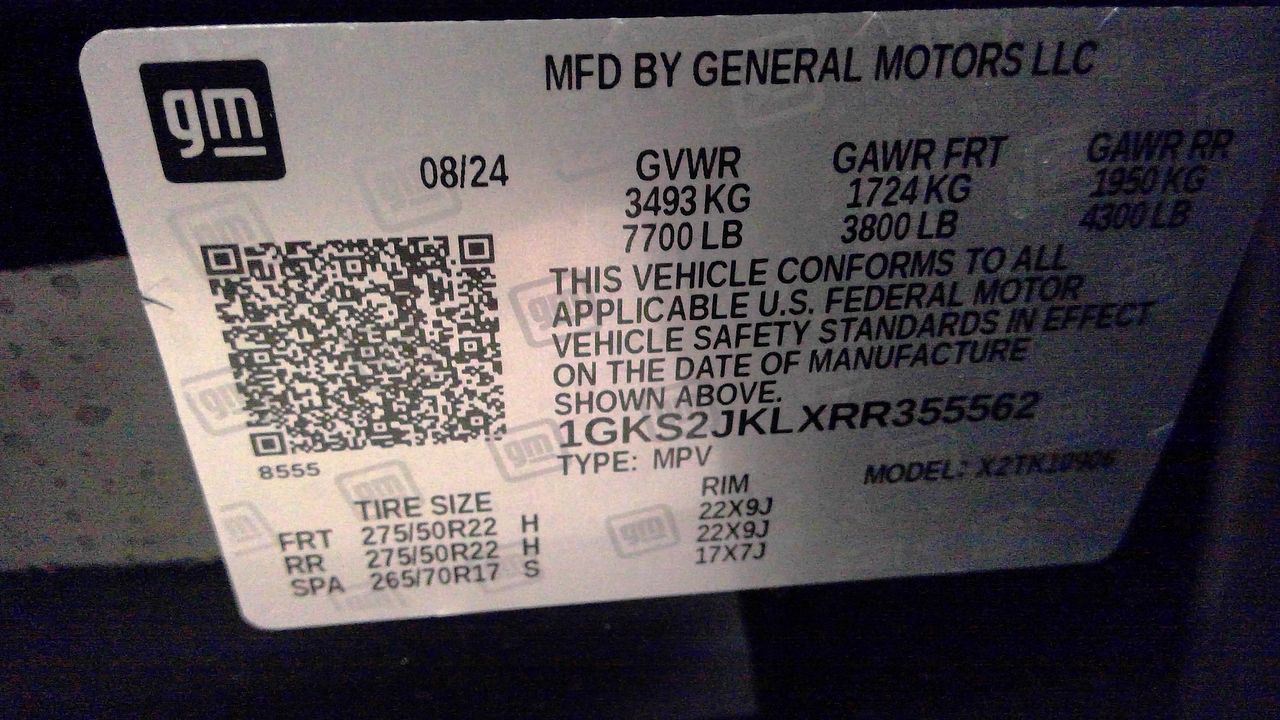 gm
MFD BY GENERAL MOTORS LLC
08/24
GVWR GAWR FRT GAWR RR
3493 KG 1724 KG 1950 KG
7700 LB 3800 LB 4300 LB
THIS VEHICLE CONFORMS TO ALL
APPLICABLE U.S. FEDERAL MOTOR
VEHICLE SAFETY STANDARDS IN EFFECT
ON THE DATE OF MANUFACTURE
SHOWN ABOVE.
1GKS2JKLXRR355562
8555
TYPE: MPV MODEL:
TIRE SIZE RIM
FRT 275/50R22 H 22X9J
RR 275/50R22 H 22X9J
SPA 265/70R17 S 17X7J